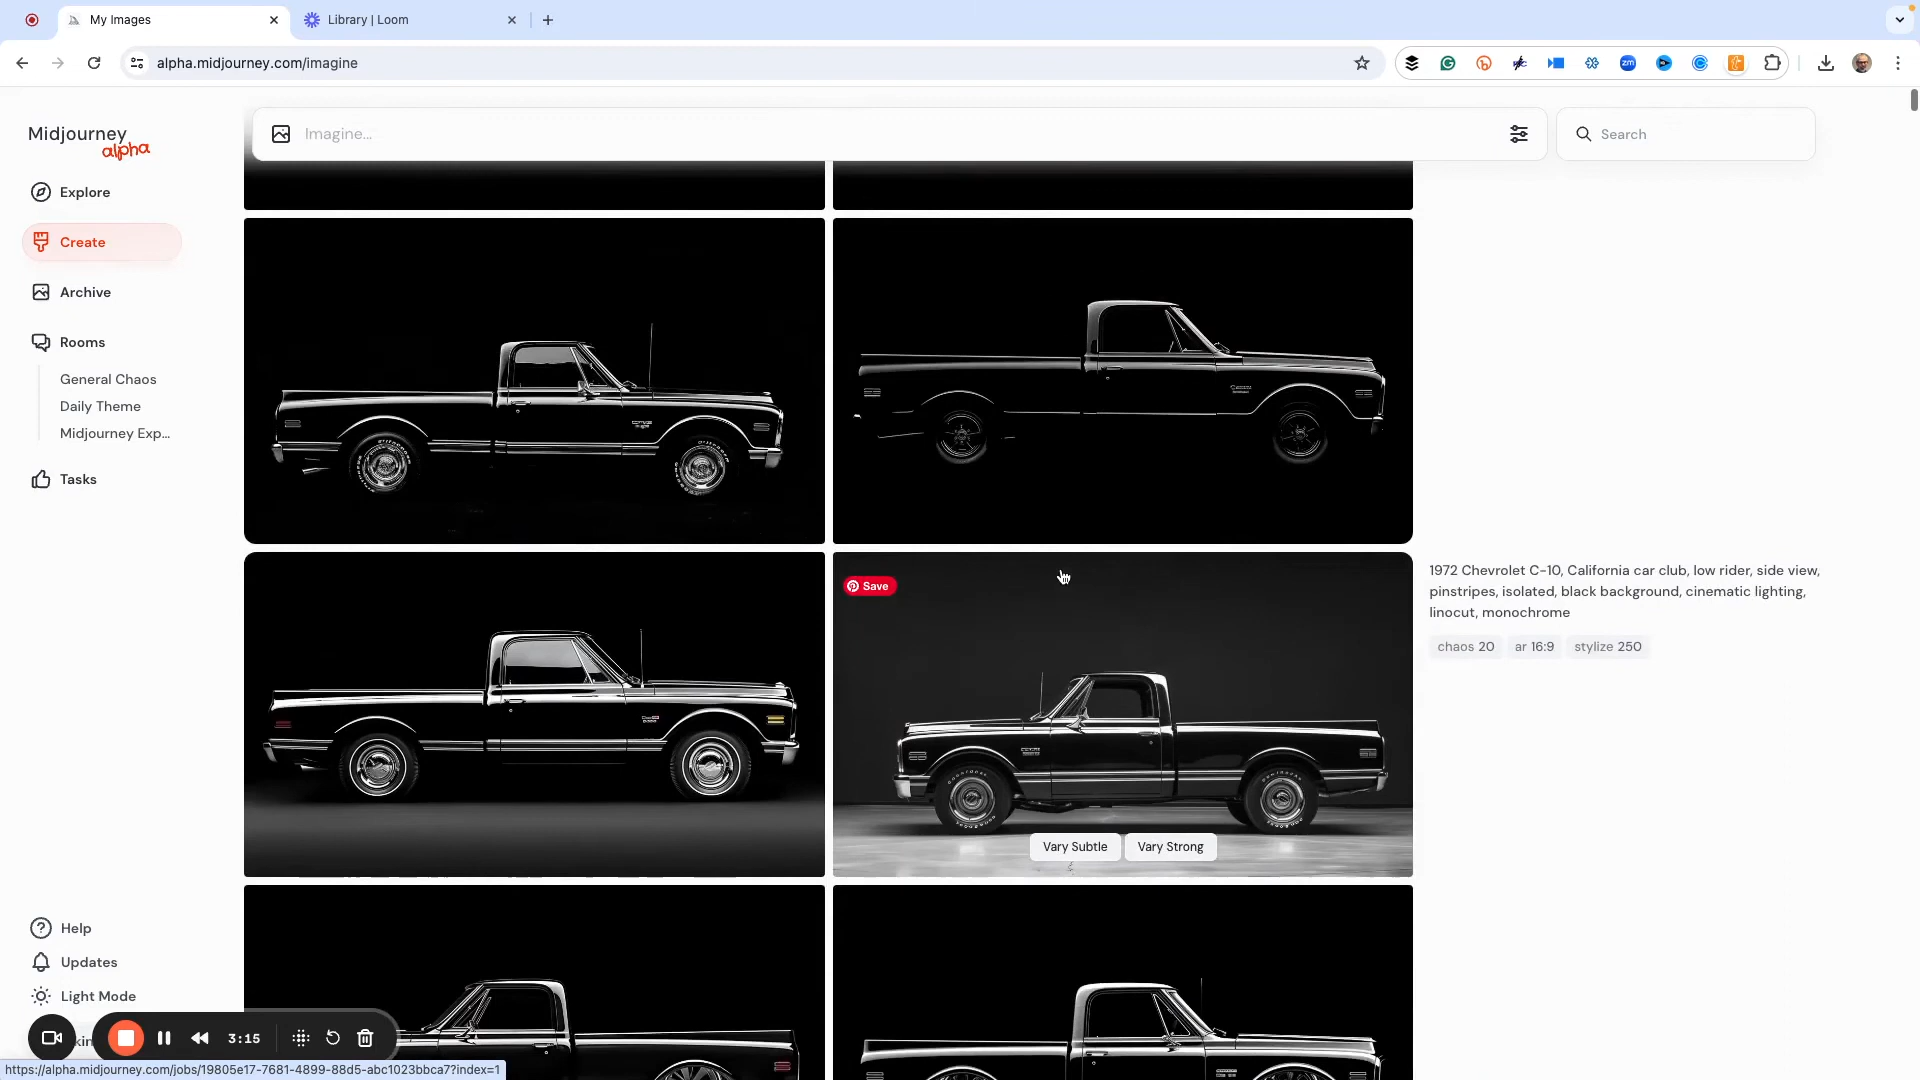 My Images
Library | Loom
alpha.midjourney.com/imagine
zm
Midjourney
alpha
Imagine...
Search
Explore
Create
Archive
Rooms
General Chaos
Daily Theme
Midjourney Exp...
Tasks
Save
1972 Chevrolet C-10, California car club, low rider, side view,
pinstripes, isolated, black background, cinematic lighting,
linocut, monochrome
chaos 20
ar 16:9
stylize 250
Vary Subtle
Vary Strong
Help
Updates
Light Mode
3:15
https://alpha.midjourney.com/jobs/19805e17-7681-4899-88d5-abc1023bbca7?index=1